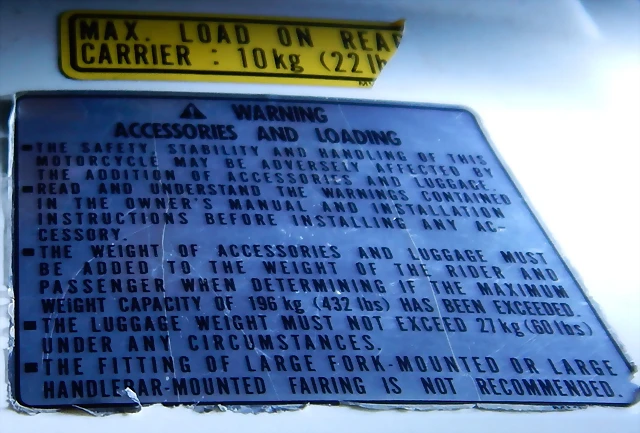 MAX. LOAD ON REAR
CARRIER : 10kg (22 lb
⚠ WARNING
ACCESSORIES AND LOADING
▪THE SAFETY, STABILITY AND HANDLING OF THIS
MOTORCYCLE MAY BE ADVERSELY AFFECTED BY
THE ADDITION OF ACCESSORIES AND LUGGAGE.
▪READ AND UNDERSTAND THE WARNINGS CONTAINED
IN THE OWNER'S MANUAL AND INSTALLATION
INSTRUCTIONS BEFORE INSTALLING ANY AC-
CESSORY.
▪THE WEIGHT OF ACCESSORIES AND LUGGAGE MUST
BE ADDED TO THE WEIGHT OF THE RIDER AND
PASSENGER WHEN DETERMINING IF THE MAXIMUM
WEIGHT CAPACITY OF 196 kg (432 lbs) HAS BEEN EXCEEDED.
▪THE LUGGAGE WEIGHT MUST NOT EXCEED 27kg(60lbs)
UNDER ANY CIRCUMSTANCES.
▪THE FITTING OF LARGE FORK-MOUNTED OR LARGE
HANDLEBAR-MOUNTED FAIRING IS NOT RECOMMENDED.